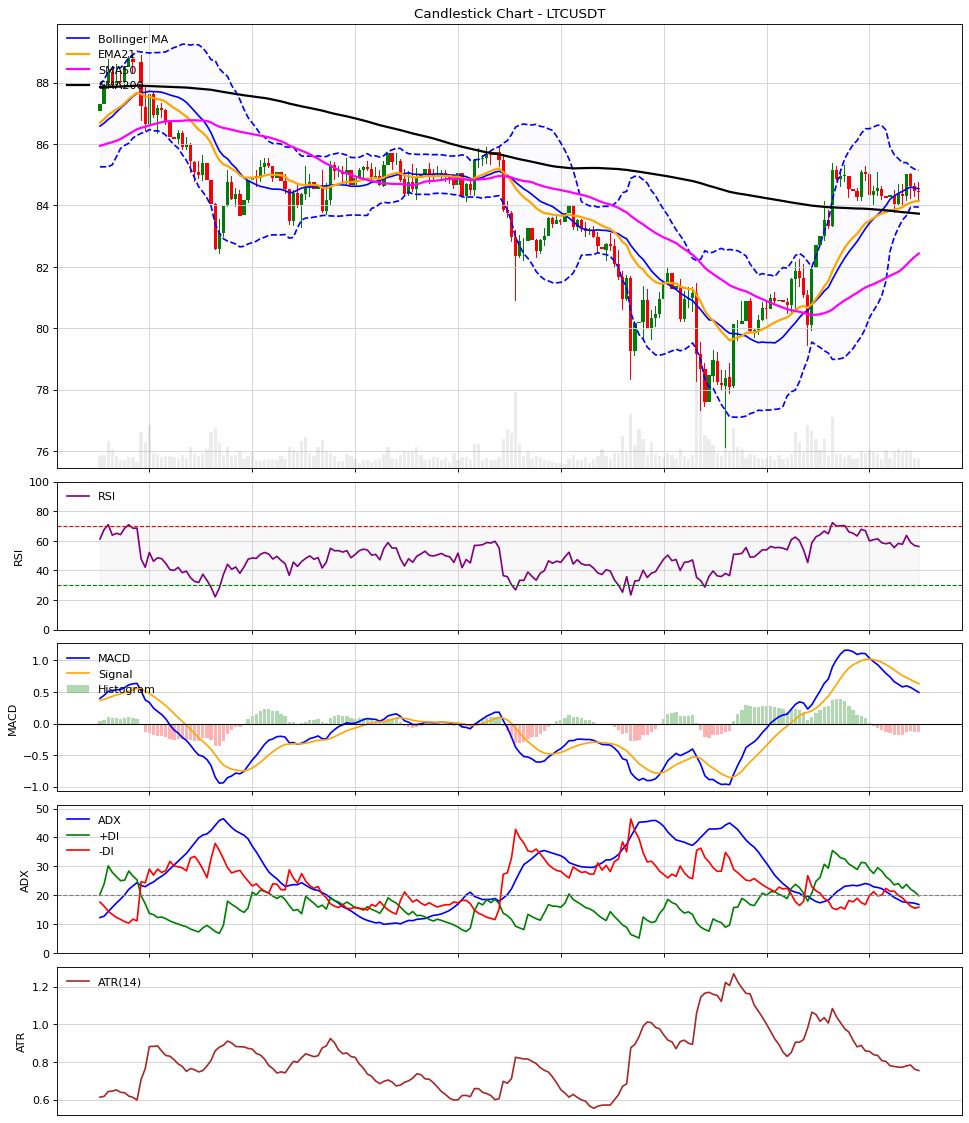 Candlestick Chart - LTCUSDT
Bollinger MA
EMA21
SMA50
SMA200
88
86
84
82
80
78
76
RSI
100
80
60
40
20
0
RSI
MACD
Signal
Histogram
1.0
0.5
0.0
−0.5
−1.0
MACD
ADX
+DI
-DI
50
40
30
20
10
0
ADX
ATR(14)
1.2
1.0
0.8
0.6
ATR